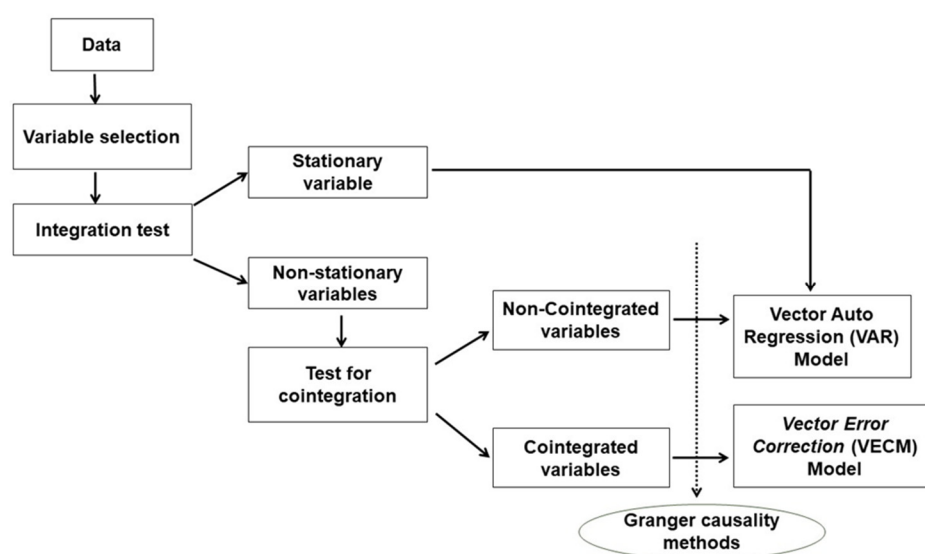 Data
Variable selection
Integration test
Stationary
variable
Non-stationary
variables
Test for
cointegration
Non-Cointegrated
variables
Cointegrated
variables
Vector Auto
Regression (VAR)
Model
Vector Error
Correction (VECM)
Model
Granger causality
methods